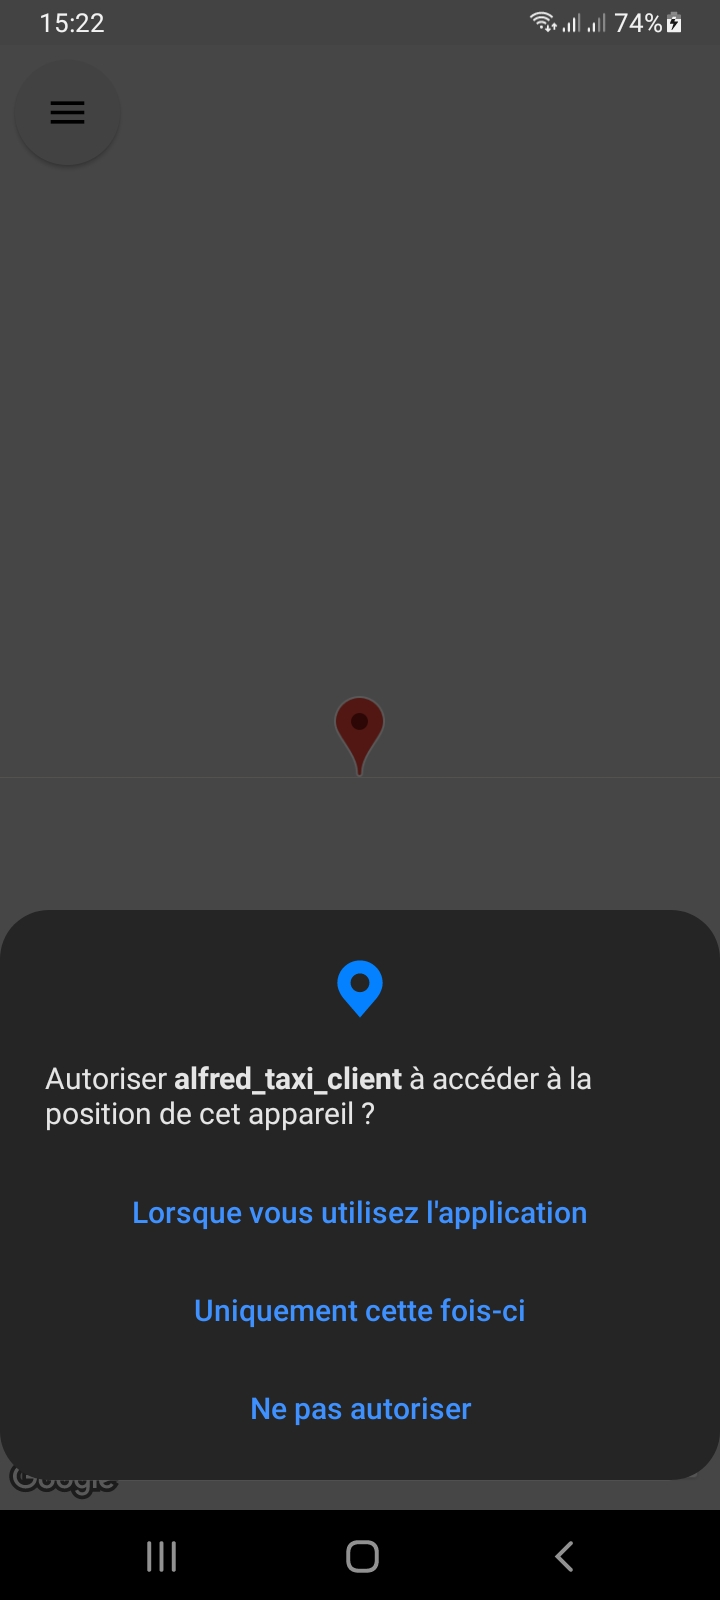 15:22
74%
Autoriser alfred_taxi_client à accéder à la
position de cet appareil ?
Lorsque vous utilisez l'application
Uniquement cette fois-ci
Ne pas autoriser
Google